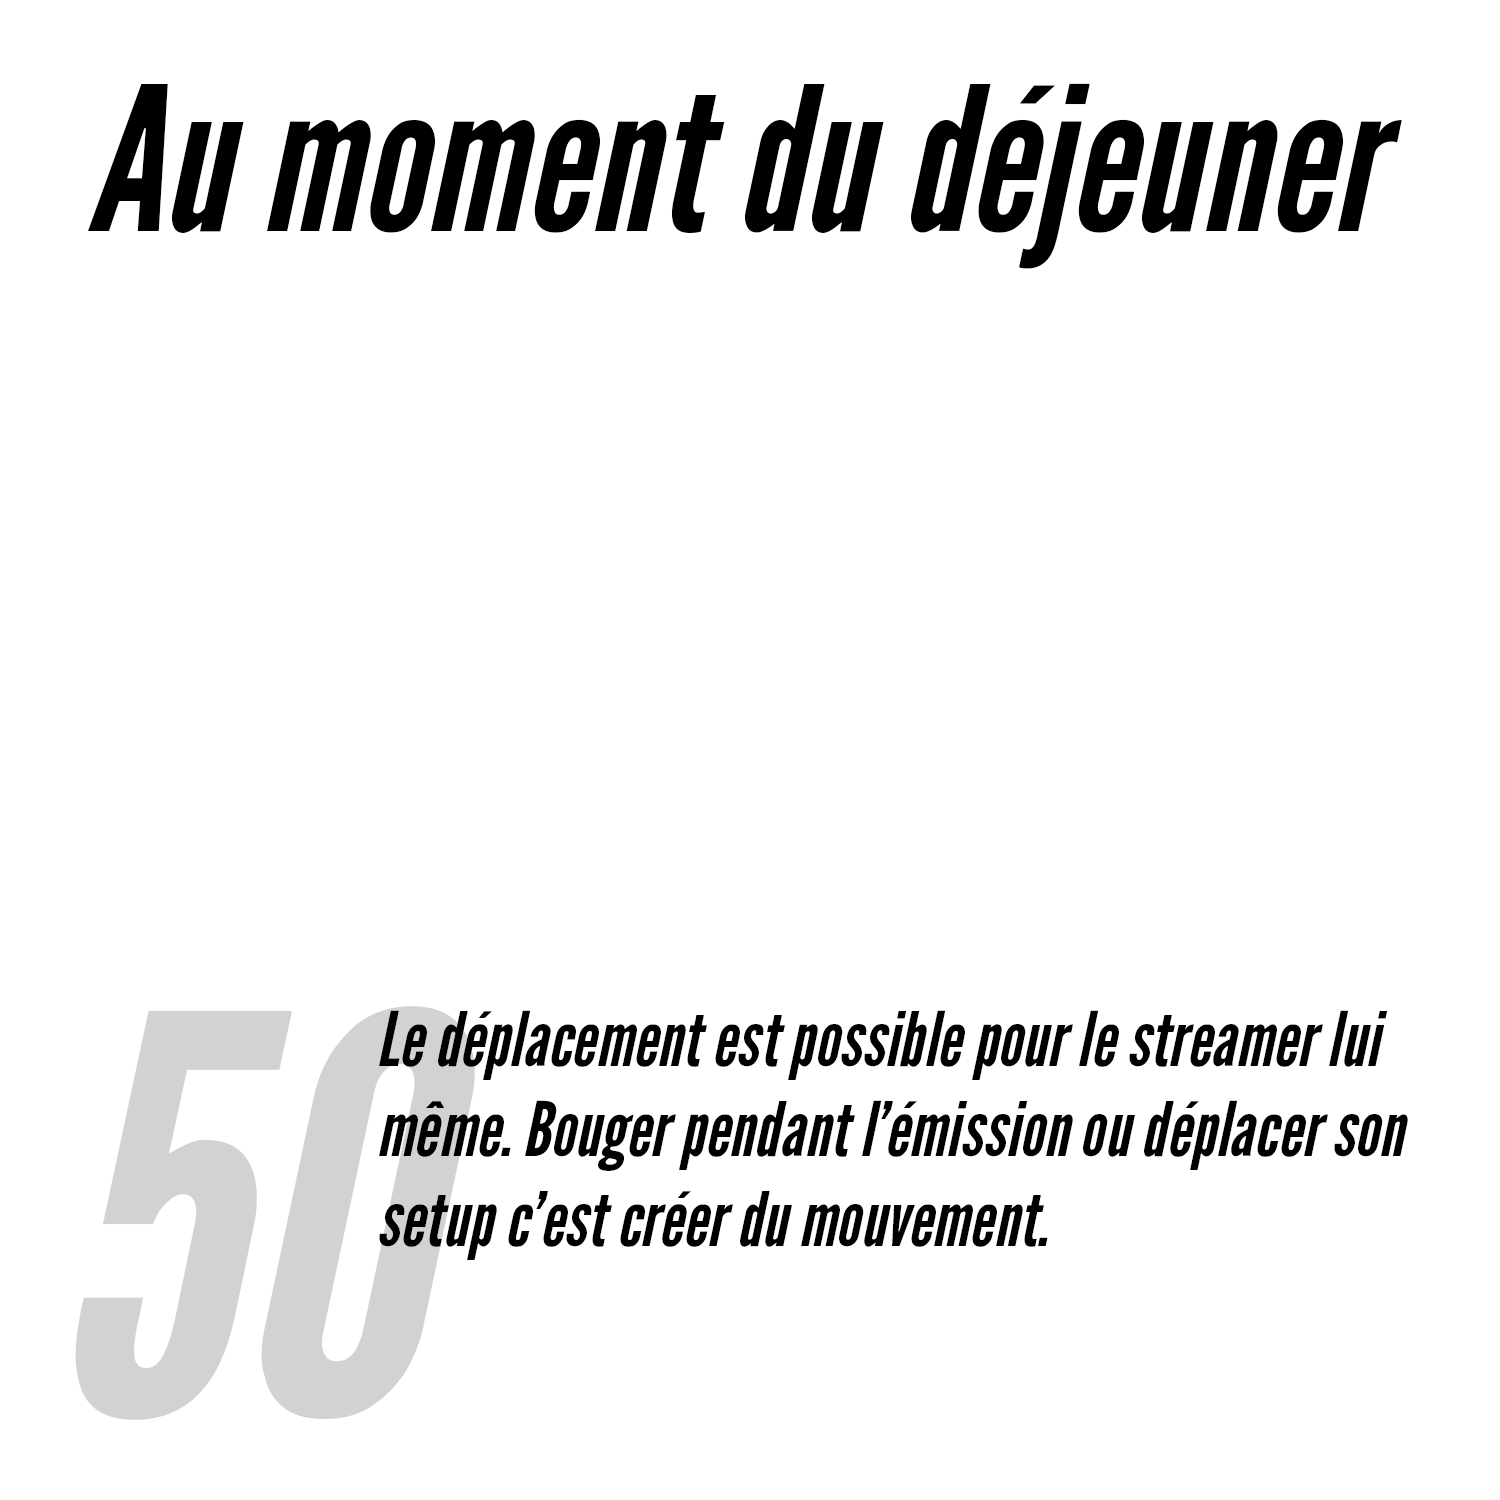 Au moment du déjeuner
50
Le déplacement est possible pour le streamer lui
même. Bouger pendant l’émission ou déplacer son
setup c’est créer du mouvement.